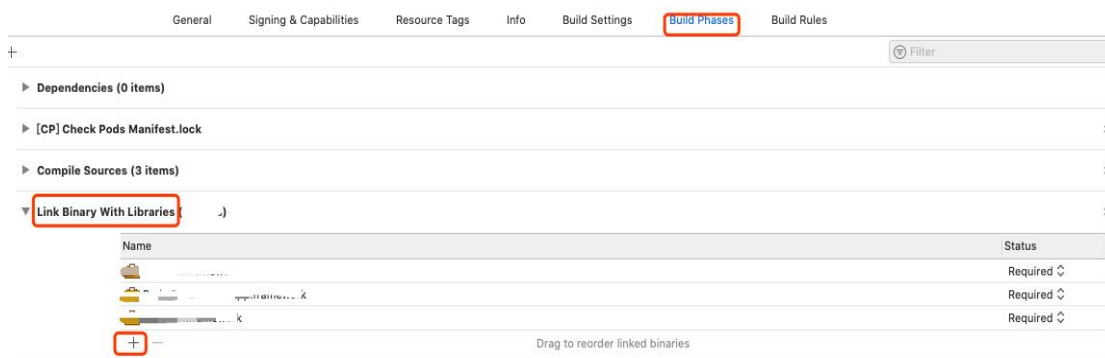 General Signing & Capabilities Resource Tags Info Build Settings Build Phases Build Rules
+ Filter
Dependencies (0 items)
[CP] Check Pods Manifest.lock
Compile Sources (3 items)
Link Binary With Libraries
Name Status
Required
Required
Required
+ − Drag to reorder linked binaries